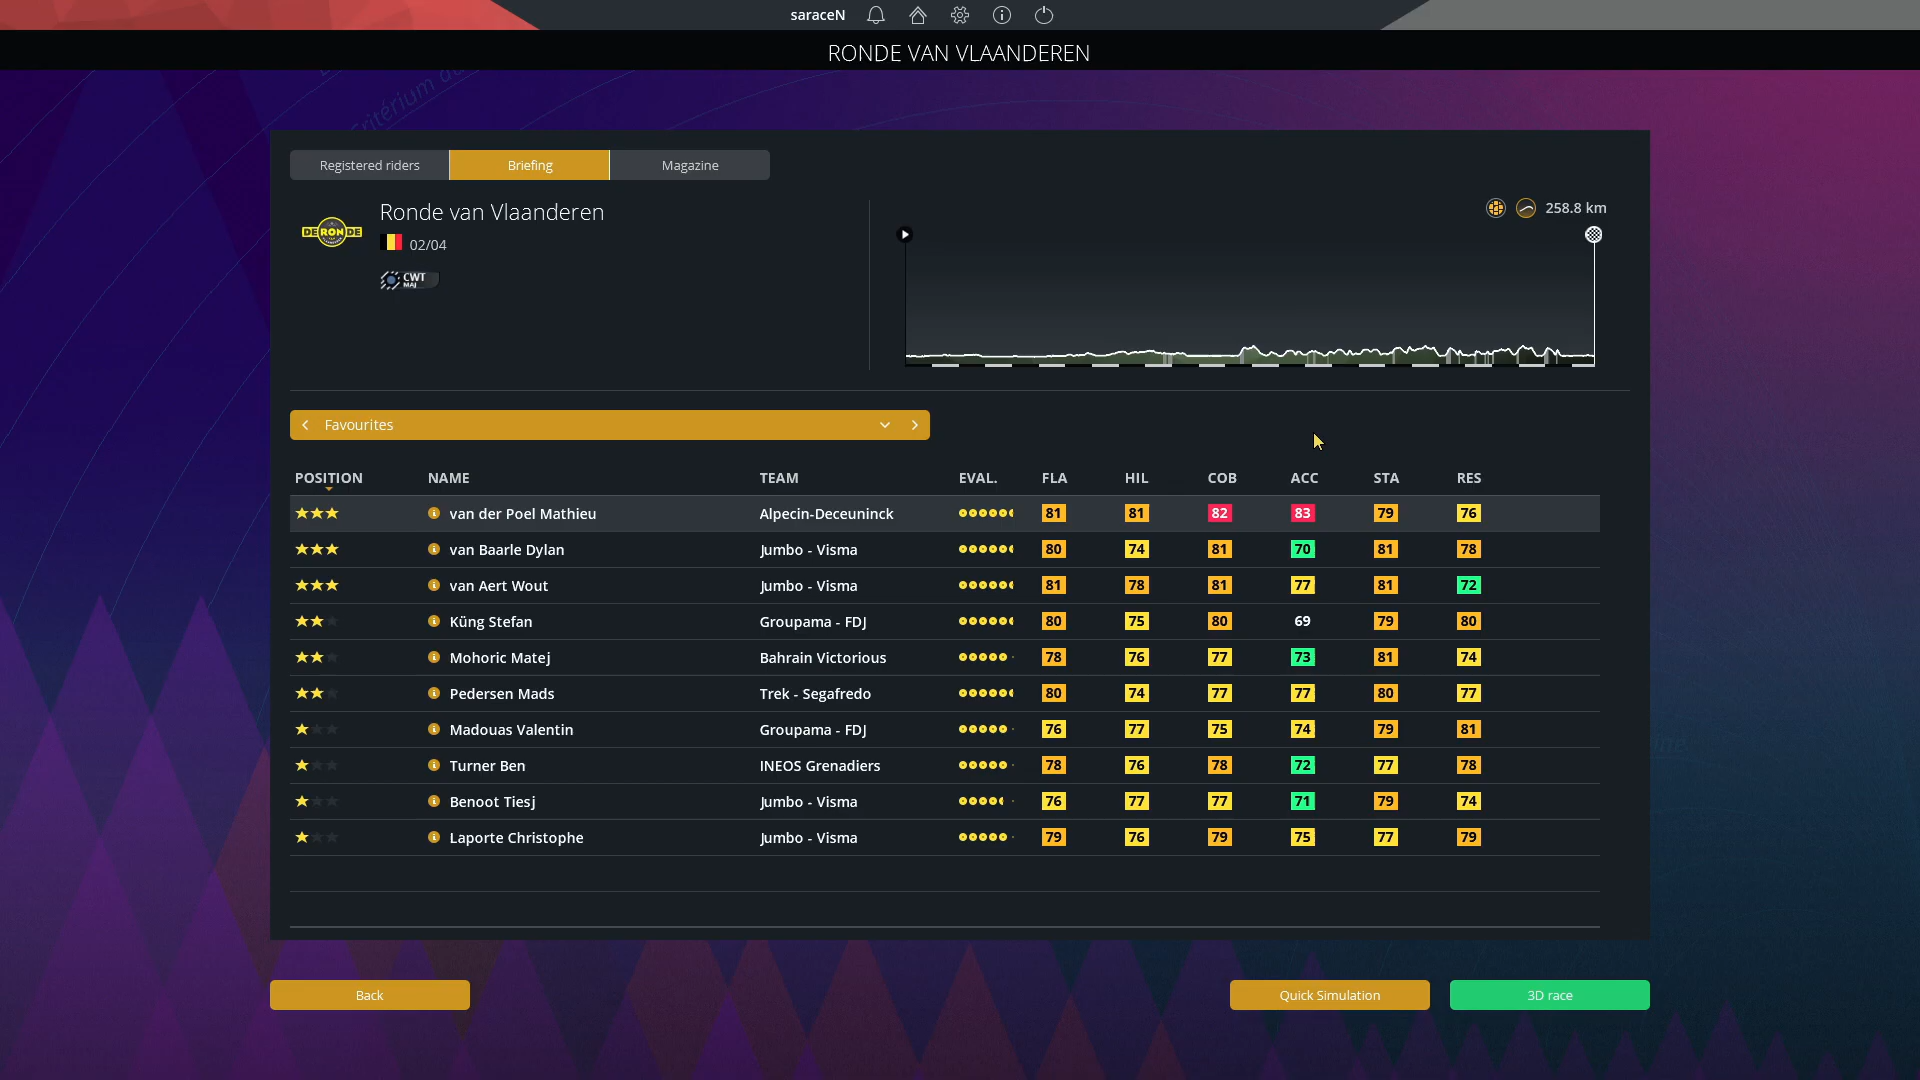 saraceN
RONDE VAN VLAANDEREN
Critérium du
Registered riders
Briefing
Magazine
Ronde van Vlaanderen
DE RONDE
02/04
CWT
MAJ
258.8 km
Favourites
POSITION NAME TEAM EVAL. FLA HIL COB ACC STA RES
van der Poel Mathieu Alpecin-Deceuninck 81 81 82 83 79 76
van Baarle Dylan Jumbo - Visma 80 74 81 70 81 78
van Aert Wout Jumbo - Visma 81 78 81 77 81 72
Küng Stefan Groupama - FDJ 80 75 80 69 79 80
Mohoric Matej Bahrain Victorious 78 76 77 73 81 74
Pedersen Mads Trek - Segafredo 80 74 77 77 80 77
Madouas Valentin Groupama - FDJ 76 77 75 74 79 81
Turner Ben INEOS Grenadiers 78 76 78 72 77 78
Benoot Tiesj Jumbo - Visma 76 77 77 71 79 74
Laporte Christophe Jumbo - Visma 79 76 79 75 77 79
Back
Quick Simulation
3D race